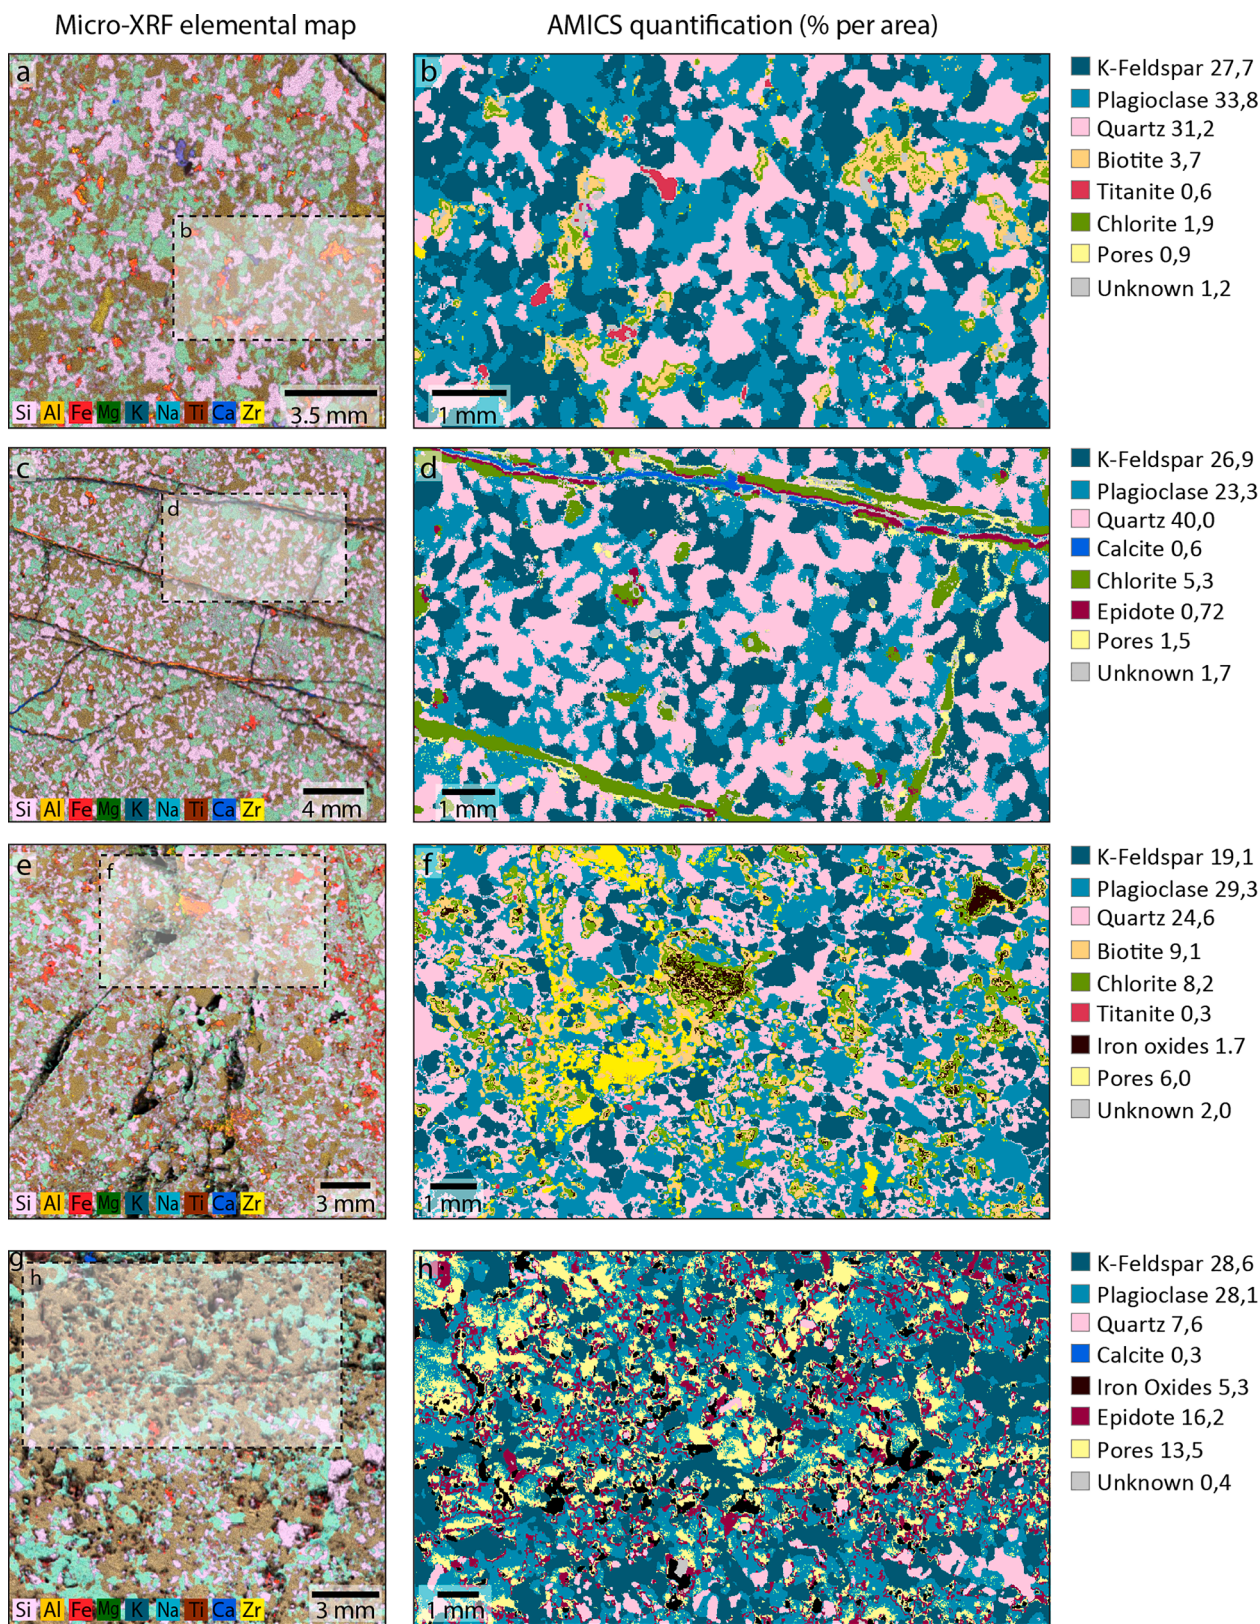 Micro-XRF elemental map
AMICS quantification (% per area)
a
b
3.5 mm
Si Al Fe Mg K Na Ti Ca Zr
b
1 mm
K-Feldspar 27,7
Plagioclase 33,8
Quartz 31,2
Biotite 3,7
Titanite 0,6
Chlorite 1,9
Pores 0,9
Unknown 1,2
c
d
4 mm
Si Al Fe Mg K Na Ti Ca Zr
d
1 mm
K-Feldspar 26,9
Plagioclase 23,3
Quartz 40,0
Calcite 0,6
Chlorite 5,3
Epidote 0,72
Pores 1,5
Unknown 1,7
e
f
3 mm
Si Al Fe Mg K Na Ti Ca Zr
f
1 mm
K-Feldspar 19,1
Plagioclase 29,3
Quartz 24,6
Biotite 9,1
Chlorite 8,2
Titanite 0,3
Iron oxides 1.7
Pores 6,0
Unknown 2,0
g
h
3 mm
Si Al Fe Mg K Na Ti Ca Zr
h
1 mm
K-Feldspar 28,6
Plagioclase 28,1
Quartz 7,6
Calcite 0,3
Iron Oxides 5,3
Epidote 16,2
Pores 13,5
Unknown 0,4